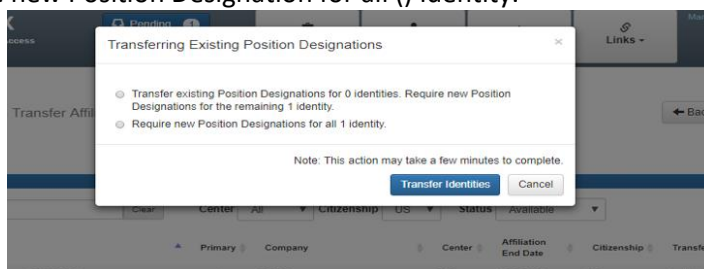 new Position Designation for all () identity.
Pending 1
Access
Links
Transferring Existing Position Designations ×
Transfer existing Position Designations for 0 identities. Require new Position
Designations for the remaining 1 identity.
Require new Position Designations for all 1 identity.
Transfer Affil
Bac
Note: This action may take a few minutes to complete.
Transfer Identities Cancel
Clear Center All Citizenship US Status Available
Primary Company Center Affiliation End Date Citizenship Transfe